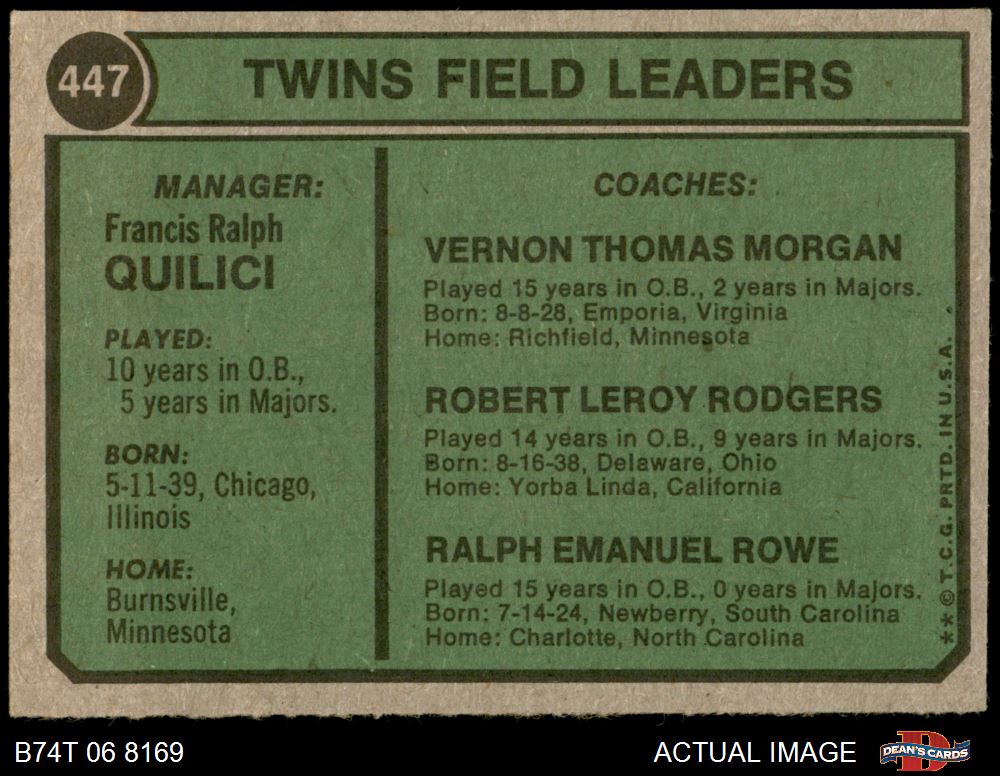 447
TWINS FIELD LEADERS
MANAGER:
Francis Ralph
QUILICI
PLAYED:
10 years in O.B.,
5 years in Majors.
BORN:
5-11-39, Chicago,
Illinois
HOME:
Burnsville,
Minnesota
COACHES:
VERNON THOMAS MORGAN
Played 15 years in O.B., 2 years in Majors.
Born: 8-8-28, Emporia, Virginia
Home: Richfield, Minnesota
ROBERT LEROY RODGERS
Played 14 years in O.B., 9 years in Majors.
Born: 8-16-38, Delaware, Ohio
Home: Yorba Linda, California
RALPH EMANUEL ROWE
Played 15 years in O.B., 0 years in Majors.
Born: 7-14-24, Newberry, South Carolina
Home: Charlotte, North Carolina
** © T.C.G. PRTD. IN U.S.A.
B74T 06 8169
ACTUAL IMAGE
D
DEAN'S CARDS